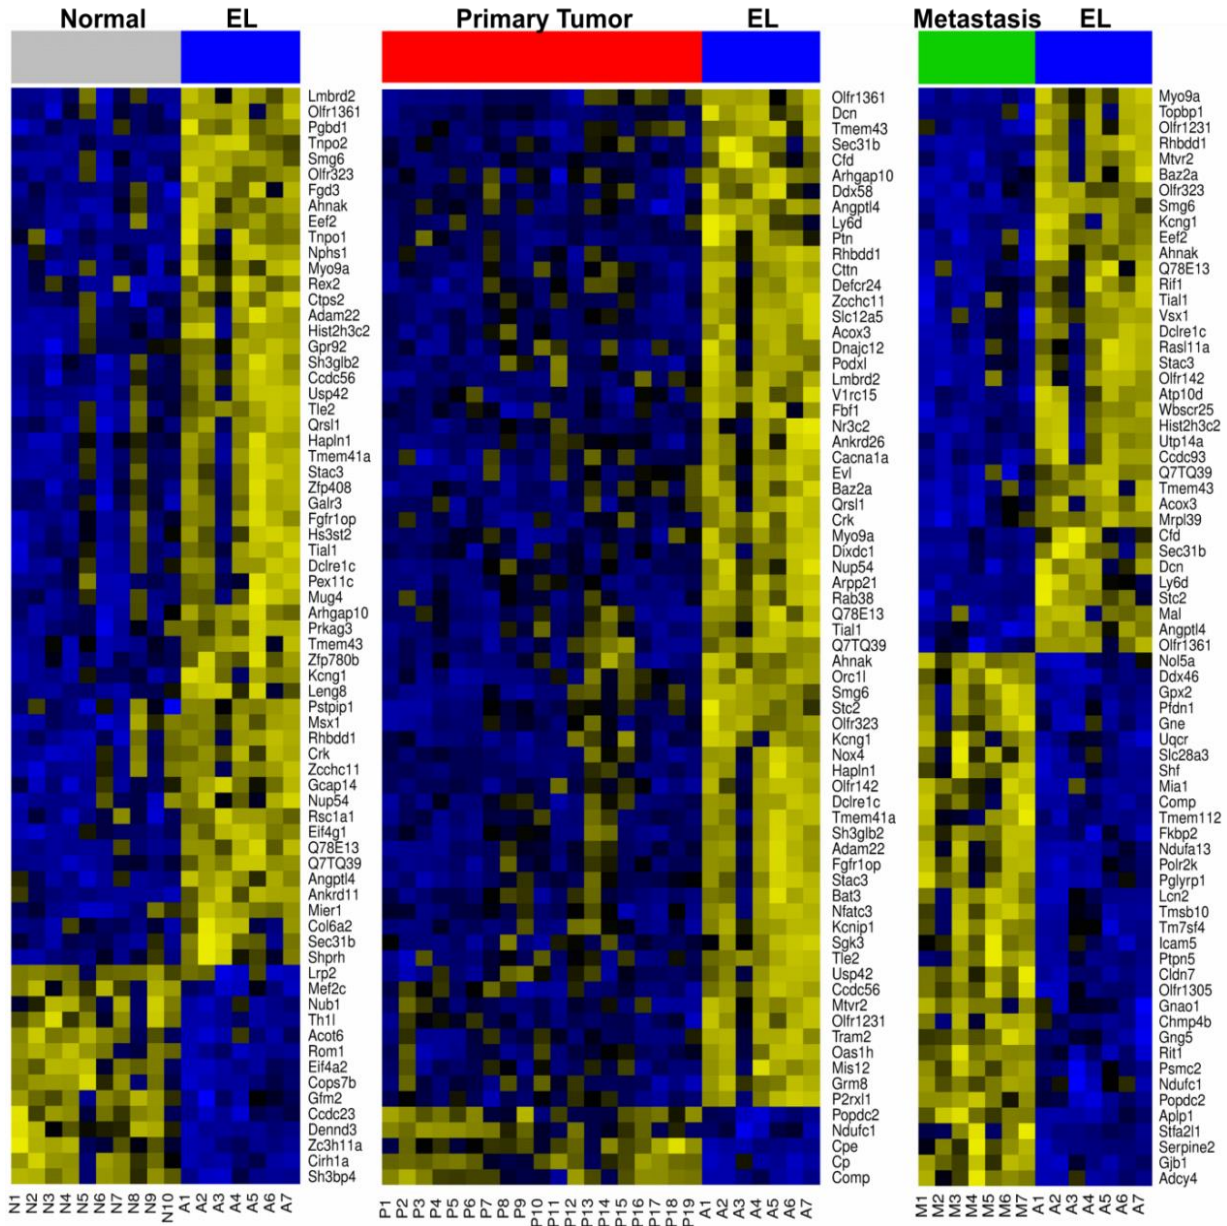 Normal EL
Primary Tumor EL
Metastasis EL
Lmbrd2
Olfr1361
Pgbd1
Tnpo2
Smg6
Olfr323
Fgd3
Ahnak
Eef2
Tnpo1
Nphs1
Myo9a
Rex2
Ctps2
Adam22
Hist2h3c2
Gpr92
Sh3glb2
Ccdc56
Usp42
Tle2
Qrsl1
Hapln1
Tmem41a
Stac3
Zfp408
Galr3
Fgfr1op
Hs3st2
Tial1
Dclre1c
Pex11c
Mug4
Arhgap10
Prkag3
Tmem43
Zfp780b
Kcng1
Leng8
Pstpip1
Msx1
Rhbdd1
Crk
Zcchc11
Gcap14
Nup54
Rsc1a1
Eif4g1
Q78E13
Q7TQ39
Angptl4
Ankrd11
Mier1
Col6a2
Sec31b
Shprh
Lrp2
Mef2c
Nub1
Th1l
Acot6
Rom1
Eif4a2
Cops7b
Gfm2
Ccdc23
Dennd3
Zc3h11a
Cirh1a
Sh3bp4
N1 N2 N3 N4 N5 N6 N7 N8 N9 N10 A1 A2 A3 A4 A5 A6 A7
Olfr1361
Dcn
Tmem43
Sec31b
Cfd
Arhgap10
Ddx58
Angptl4
Ly6d
Ptn
Rhbdd1
Cttn
Defcr24
Zcchc11
Slc12a5
Acox3
Dnajc12
Podxl
Lmbrd2
V1rc15
Fbf1
Nr3c2
Ankrd26
Cacna1a
Evl
Baz2a
Qrsl1
Crk
Myo9a
Dixdc1
Nup54
Arpp21
Rab38
Q78E13
Tial1
Q7TQ39
Ahnak
Orc1l
Smg6
Stc2
Olfr323
Kcng1
Nox4
Hapln1
Olfr142
Dclre1c
Tmem41a
Sh3glb2
Adam22
Fgfr1op
Stac3
Bat3
Nfatc3
Kcnip1
Sgk3
Tle2
Usp42
Ccdc56
Mtvr2
Olfr1231
Tram2
Oas1h
Mis12
Grm8
P2rxl1
Popdc2
Ndufc1
Cpe
Cp
Comp
P1 P2 P3 P4 P5 P6 P7 P8 P9 P10 P11 P12 P13 P14 P15 P16 P17 P18 P19 A1 A2 A3 A4 A5 A6 A7
Myo9a
Topbp1
Olfr1231
Rhbdd1
Mtvr2
Baz2a
Olfr323
Smg6
Kcng1
Eef2
Ahnak
Q78E13
Rif1
Tial1
Vsx1
Dclre1c
Rasl11a
Stac3
Olfr142
Atp10d
Wbscr25
Hist2h3c2
Utp14a
Ccdc93
Q7TQ39
Tmem43
Acox3
Mrpl39
Cfd
Sec31b
Dcn
Ly6d
Stc2
Mal
Angptl4
Olfr1361
Nol5a
Ddx46
Gpx2
Pfdn1
Gne
Uqcr
Slc28a3
Shf
Mia1
Comp
Tmem112
Fkbp2
Ndufa13
Polr2k
Pglyrp1
Lcn2
Tmsb10
Tm7sf4
Icam5
Ptpn5
Cldn7
Olfr1305
Gnao1
Chmp4b
Gng5
Rit1
Psmc2
Ndufc1
Popdc2
Aplp1
Stfa2l1
Serpine2
Gjb1
Adcy4
M1 M2 M3 M4 M5 M6 M7 A1 A2 A3 A4 A5 A6 A7